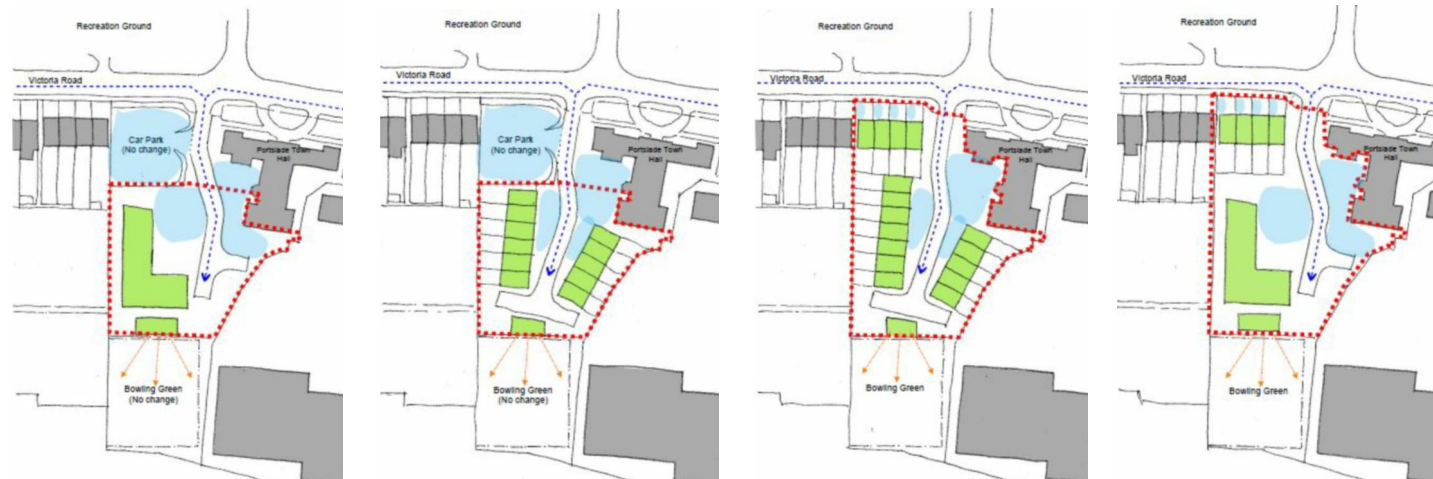 Recreation Ground
Victoria Road
Car Park
(No change)
Portslade Town
Hall
Bowling Green
(No change)
Recreation Ground
Victoria Road
Car Park
(No change)
Portslade Town
Hall
Bowling Green
(No change)
Recreation Ground
Victoria Road
Portslade Town
Hall
Bowling Green
Recreation Ground
Victoria Road
Portslade Town
Hall
Bowling Green